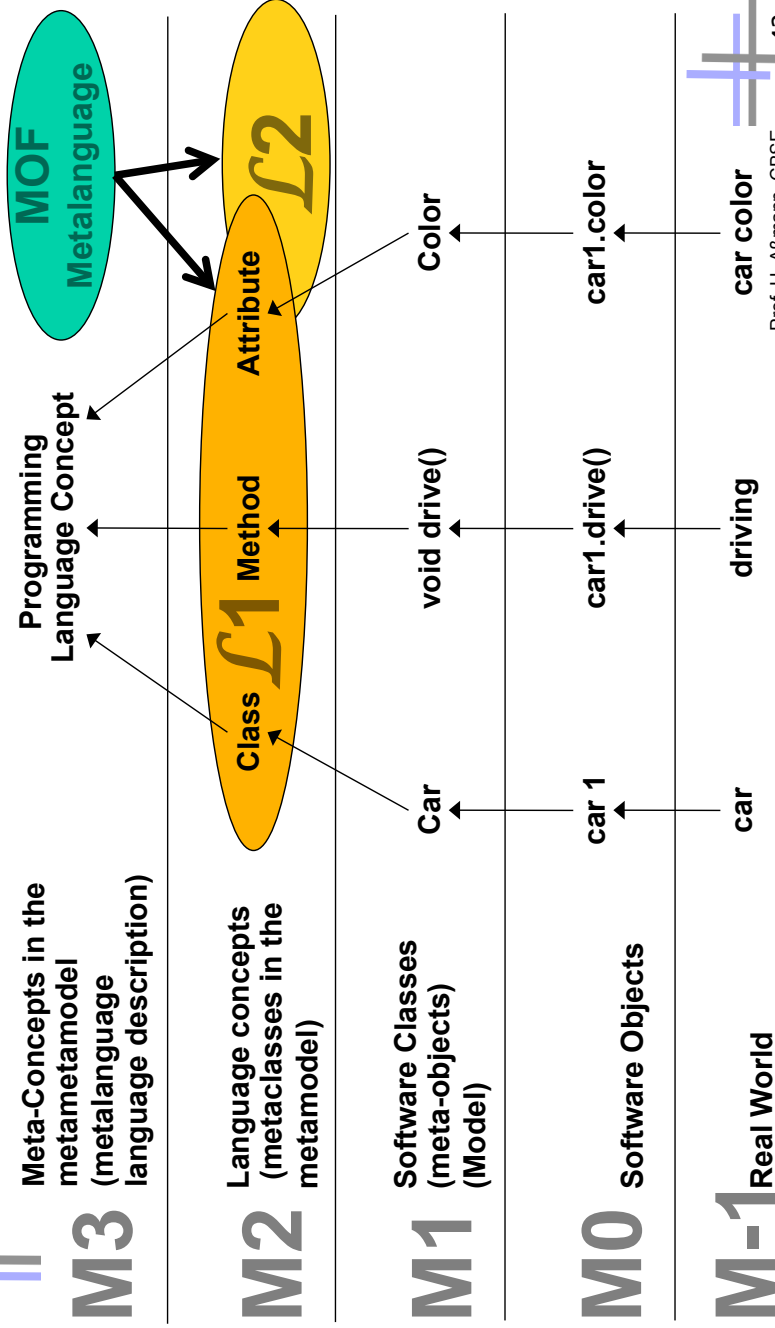 M3
Meta-Concepts in the
metametamodel
(metalanguage
language description)
Programming
Language Concept
MOF
Metalanguage
M2
Language concepts
(metaclasses in the
metamodel)
Class
ℒ1
Method
Attribute
ℒ2
M1
Software Classes
(meta-objects)
(Model)
Car
void drive()
Color
M0
Software Objects
car 1
car1.drive()
car1.color
M-1
Real World
car
driving
car color